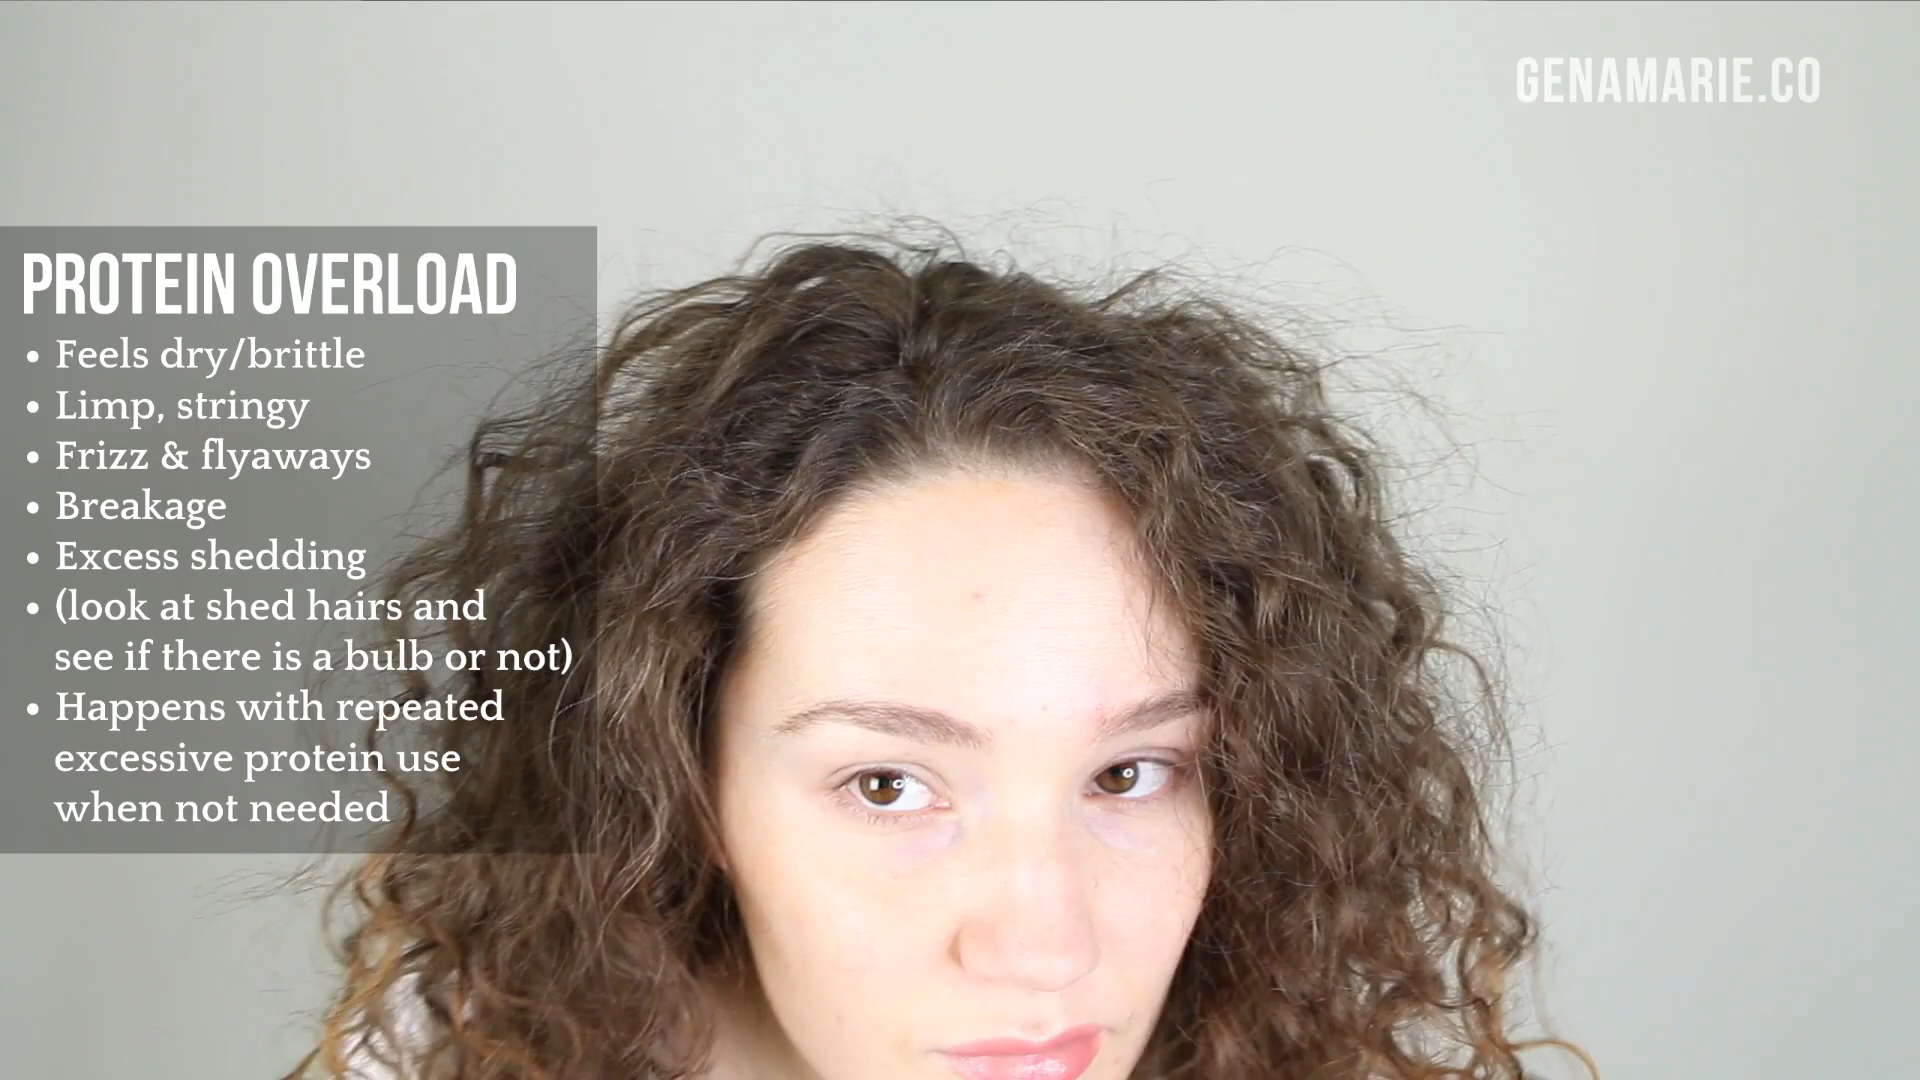 GENAMARIE.CO
PROTEIN OVERLOAD
• Feels dry/brittle
• Limp, stringy
• Frizz & flyaways
• Breakage
• Excess shedding
• (look at shed hairs and
see if there is a bulb or not)
• Happens with repeated
excessive protein use
when not needed